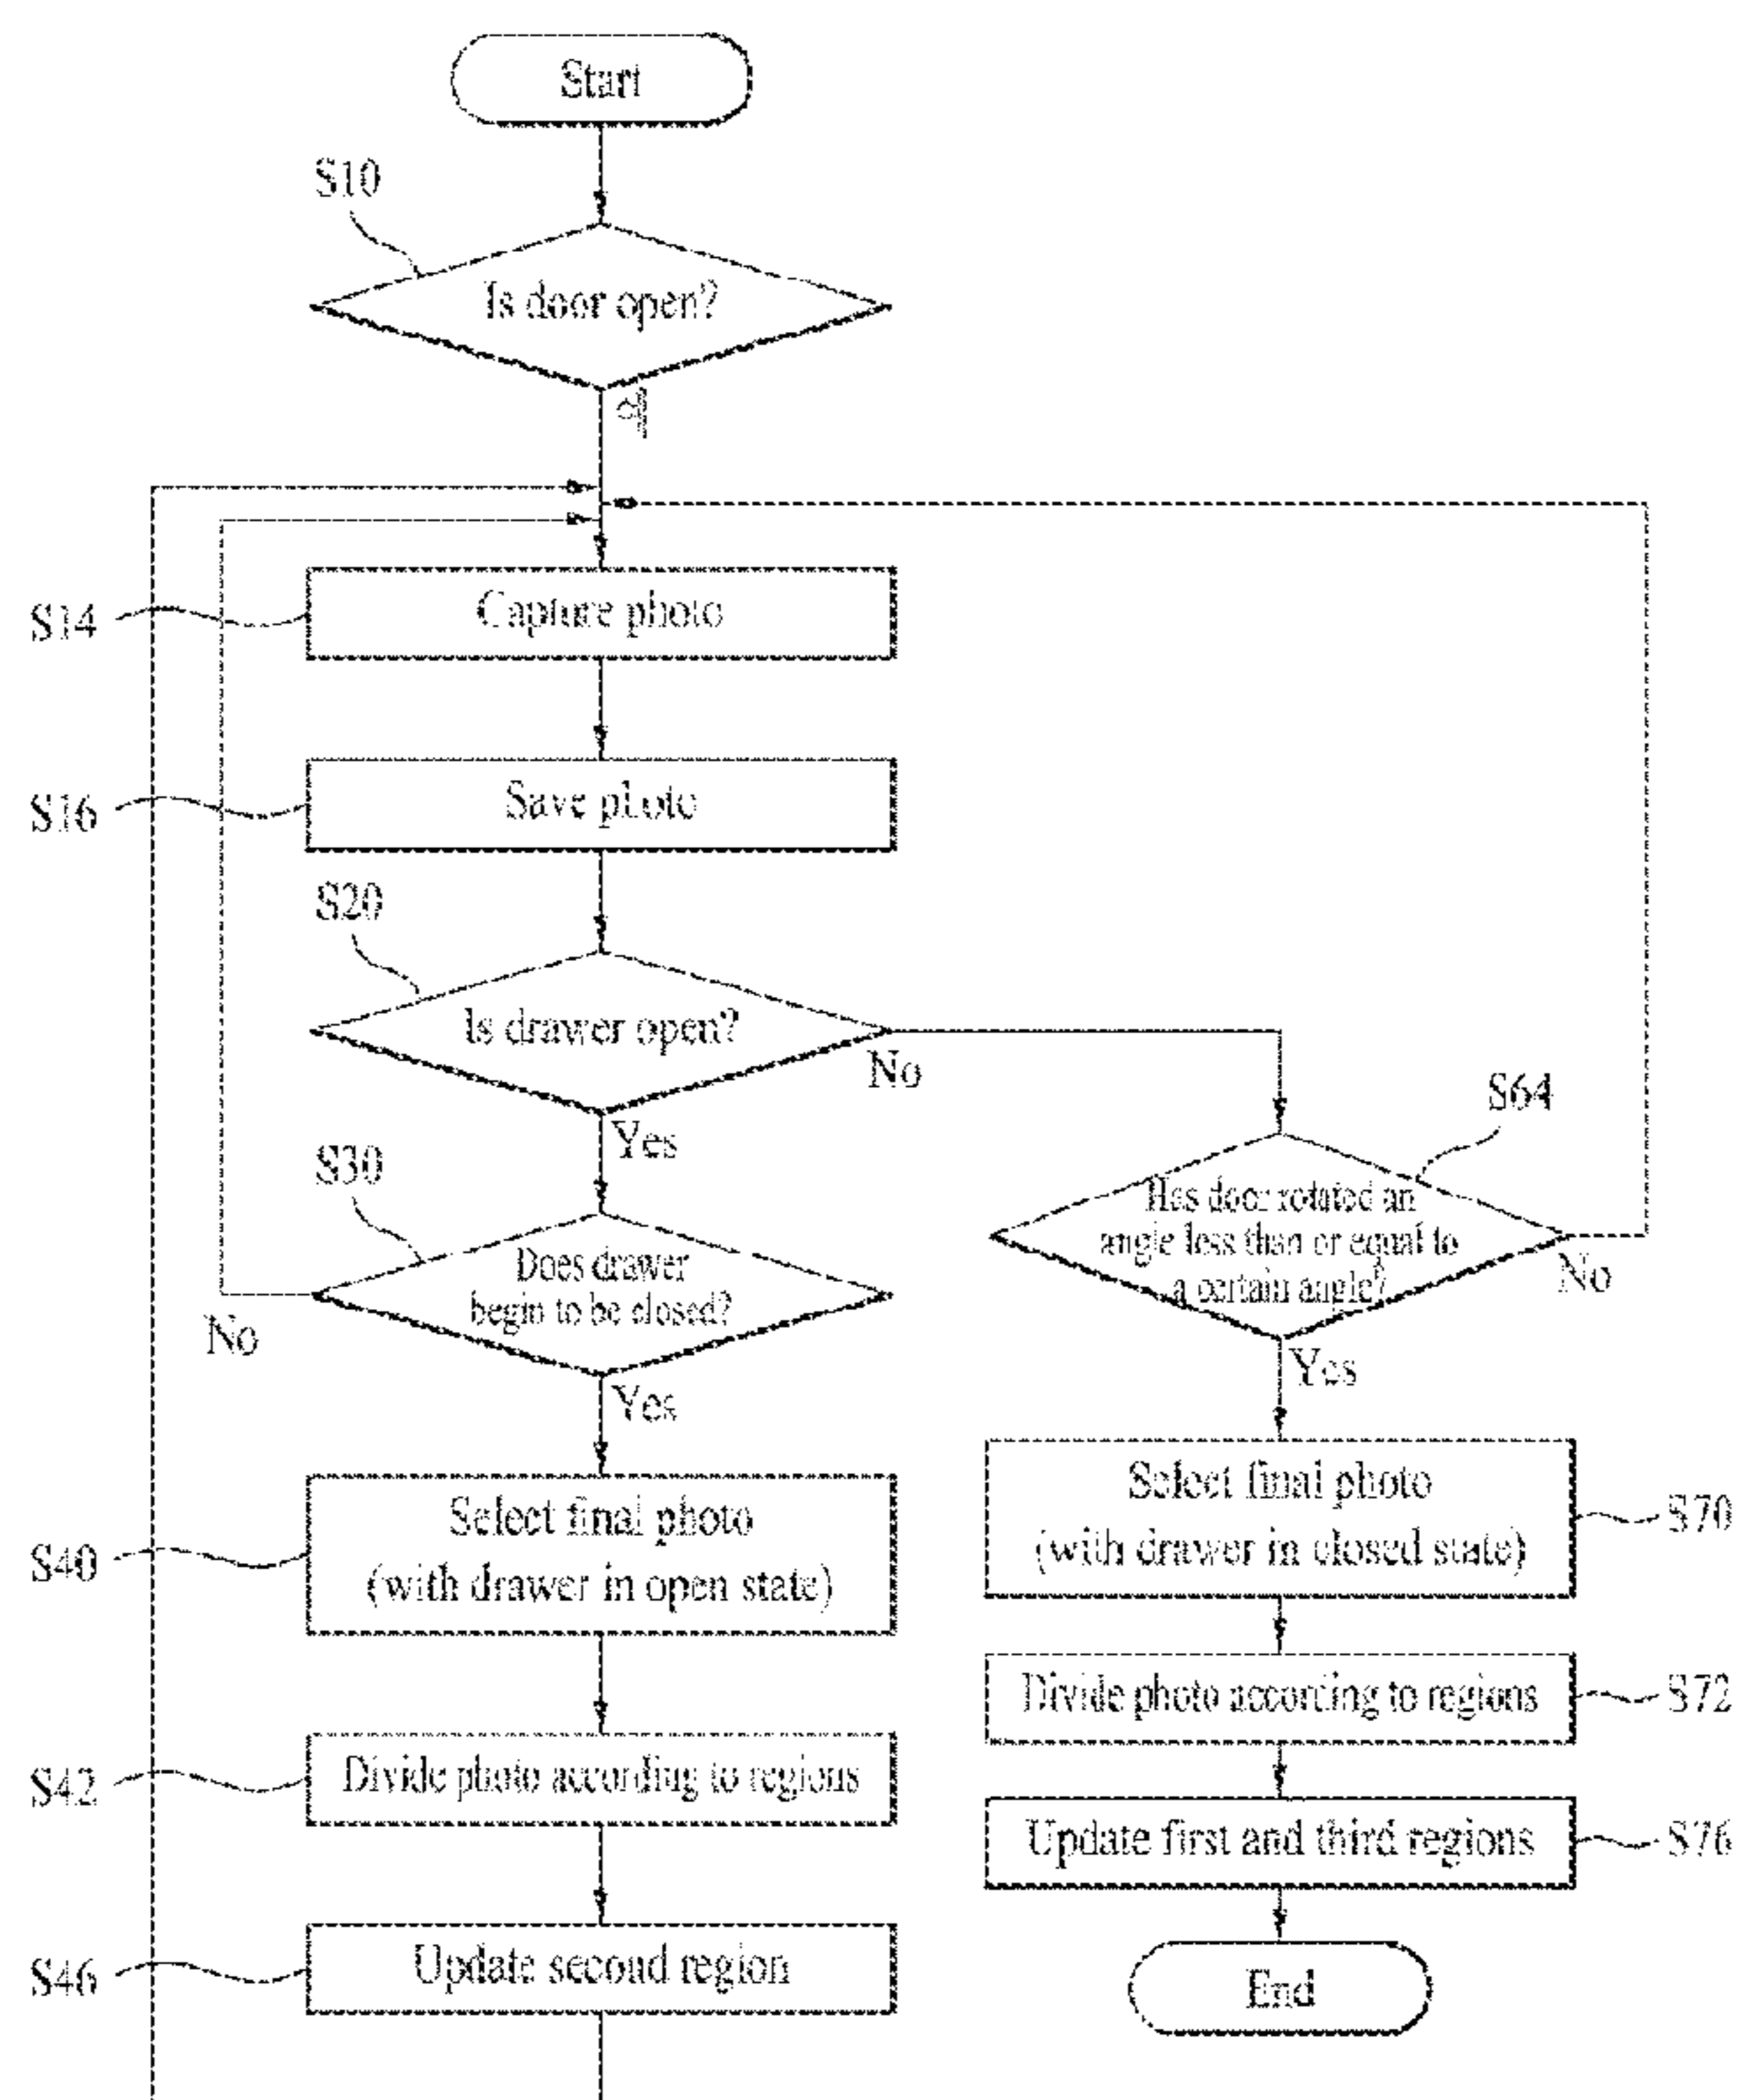 Start
S10
Is door open?
예
S14
Capture photo
S16
Save photo
S20
Is drawer open?
No
Yes
S64
Has door rotated an
angle less than or equal to
a certain angle?
No
Yes
S30
Does drawer
begin to be closed?
No
Yes
S40
Select final photo
(with drawer in open state)
S42
Divide photo according to regions
S46
Update second region
Select final photo
(with drawer in closed state)
S70
Divide photo according to regions
S72
Update first and third regions
S76
End